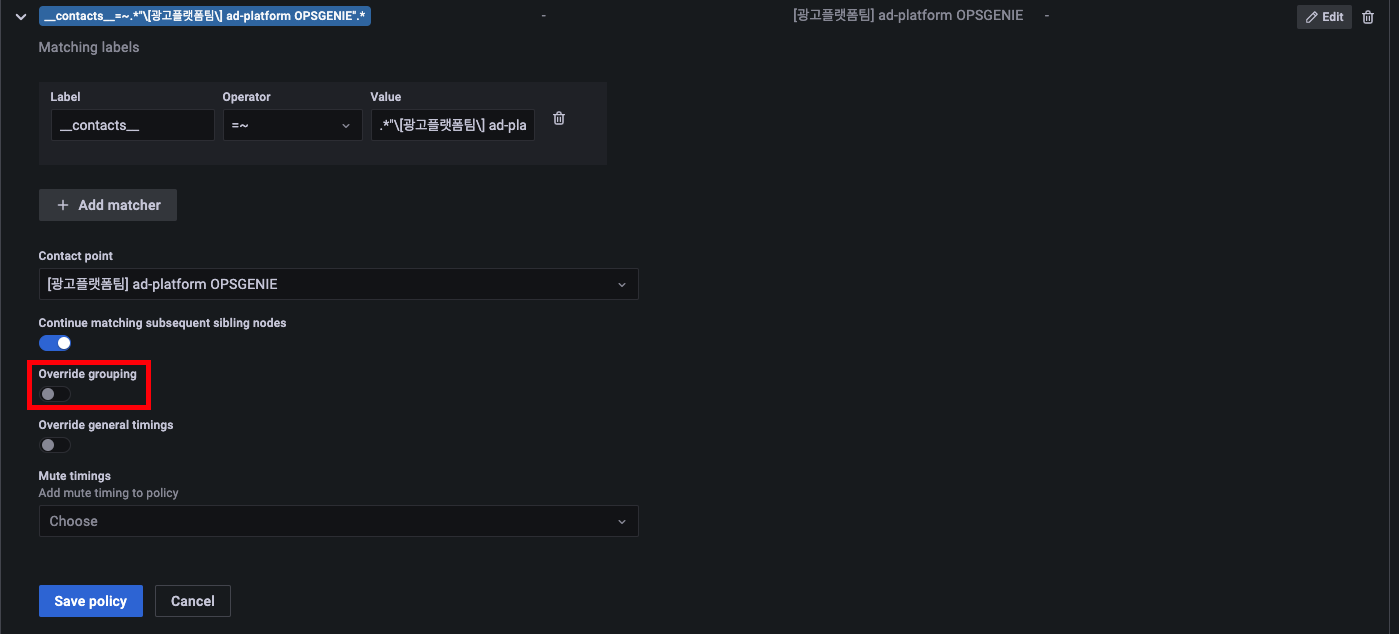 __contacts__=~.*"\[광고플랫폼팀\] ad-platform OPSGENIE".* - [광고플랫폼팀] ad-platform OPSGENIE - Edit
Matching labels
Label Operator Value
__contacts__ =~ .*"\[광고플랫폼팀\] ad-pla
+ Add matcher
Contact point
[광고플랫폼팀] ad-platform OPSGENIE
Continue matching subsequent sibling nodes
Override grouping
Override general timings
Mute timings
Add mute timing to policy
Choose
Save policy Cancel